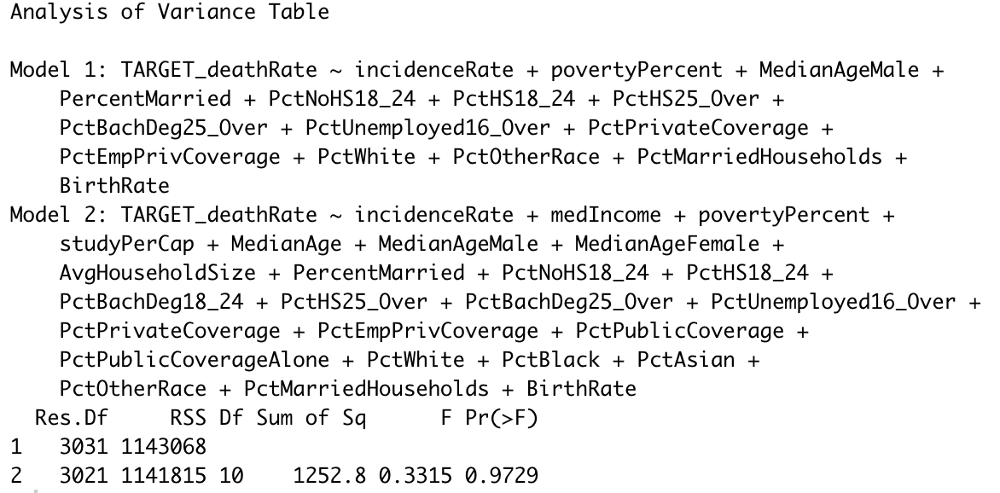 Analysis of Variance Table
Model 1: TARGET_deathRate ~ incidenceRate + povertyPercent + MedianAgeMale +
PercentMarried + PctNoHS18_24 + PctHS18_24 + PctHS25_Over +
PctBachDeg25_Over + PctUnemployed16_Over + PctPrivateCoverage +
PctEmpPrivCoverage + PctWhite + PctOtherRace + PctMarriedHouseholds +
BirthRate
Model 2: TARGET_deathRate ~ incidenceRate + medIncome + povertyPercent +
studyPerCap + MedianAge + MedianAgeMale + MedianAgeFemale +
AvgHouseholdSize + PercentMarried + PctNoHS18_24 + PctHS18_24 +
PctBachDeg18_24 + PctHS25_Over + PctBachDeg25_Over + PctUnemployed16_Over +
PctPrivateCoverage + PctEmpPrivCoverage + PctPublicCoverage +
PctPublicCoverageAlone + PctWhite + PctBlack + PctAsian +
PctOtherRace + PctMarriedHouseholds + BirthRate
Res.Df RSS Df Sum of Sq F Pr(>F)
1 3031 1143068
2 3021 1141815 10 1252.8 0.3315 0.9729